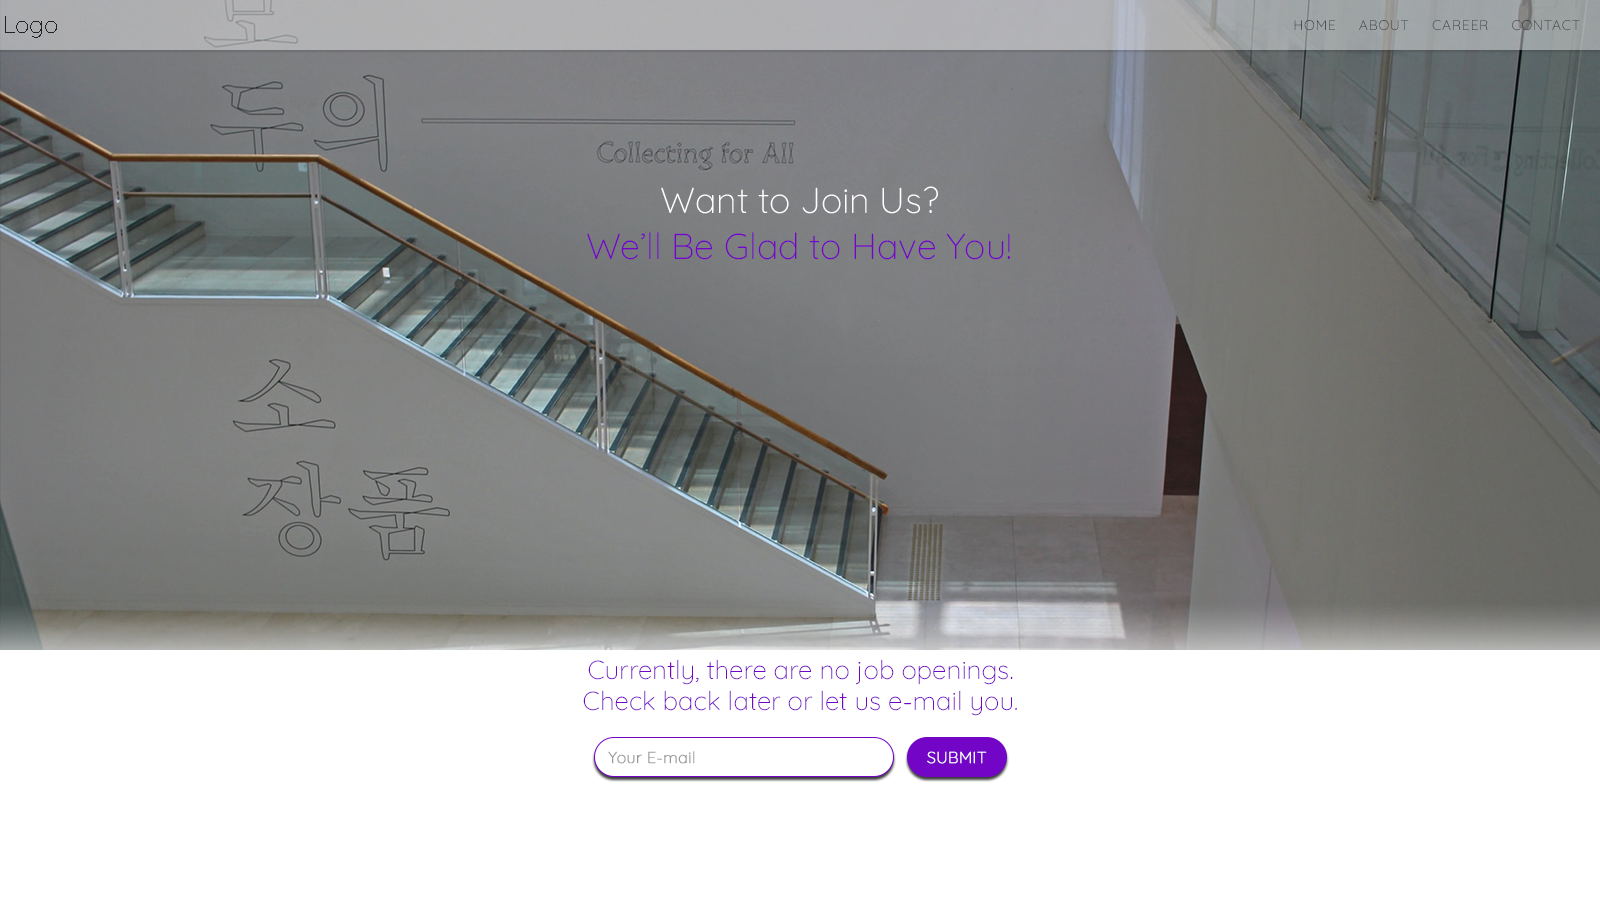 Logo
HOME ABOUT CAREER CONTACT
두의
Collecting for All
Want to Join Us?
We'll Be Glad to Have You!
소
장품
Currently, there are no job openings.
Check back later or let us e-mail you.
Your E-mail
SUBMIT